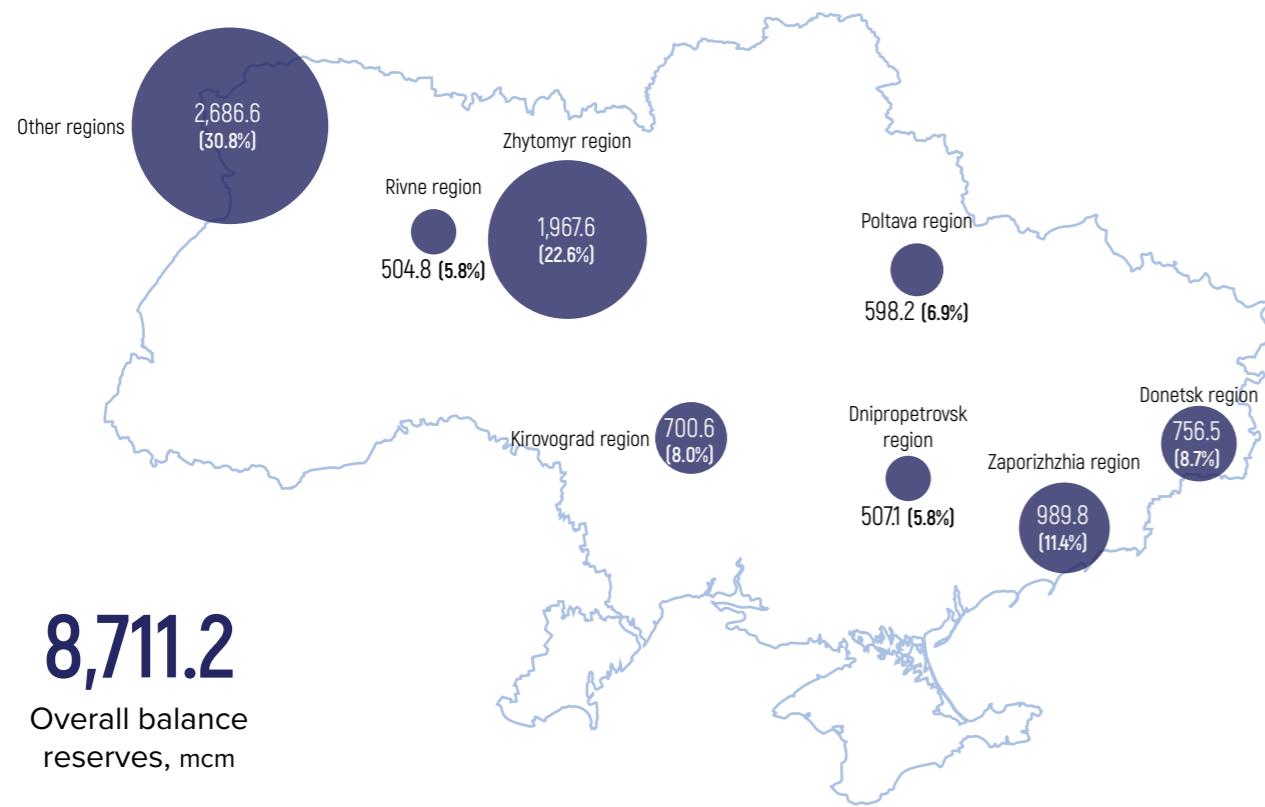 Other regions
2,686.6
(30.8%)
Zhytomyr region
1,967.6
(22.6%)
Rivne region
504.8 (5.8%)
Poltava region
598.2 (6.9%)
Kirovograd region
700.6
(8.0%)
Dnipropetrovsk
region
507.1 (5.8%)
Donetsk region
756.5
(8.7%)
Zaporizhzhia region
989.8
(11.4%)
8,711.2
Overall balance
reserves, mcm